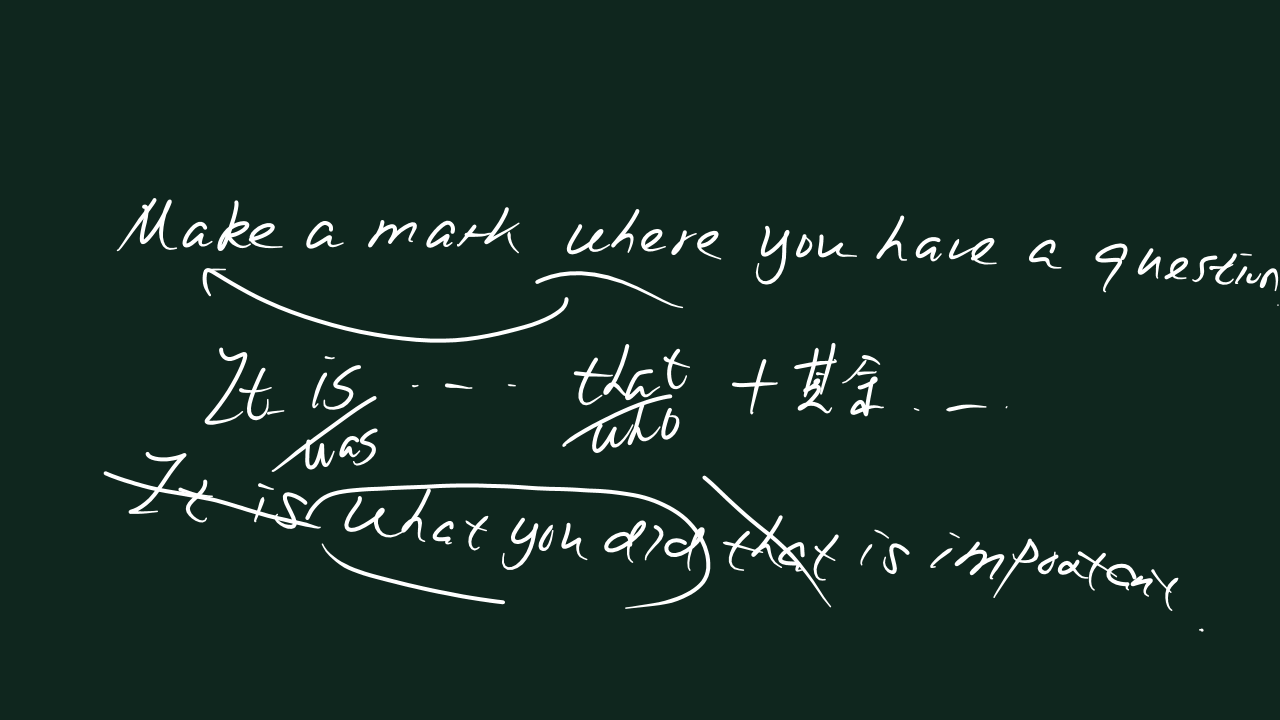 Make a mark where you have a question
It is ... that + 其余 ...
was who
It is what you did that is impoatant.